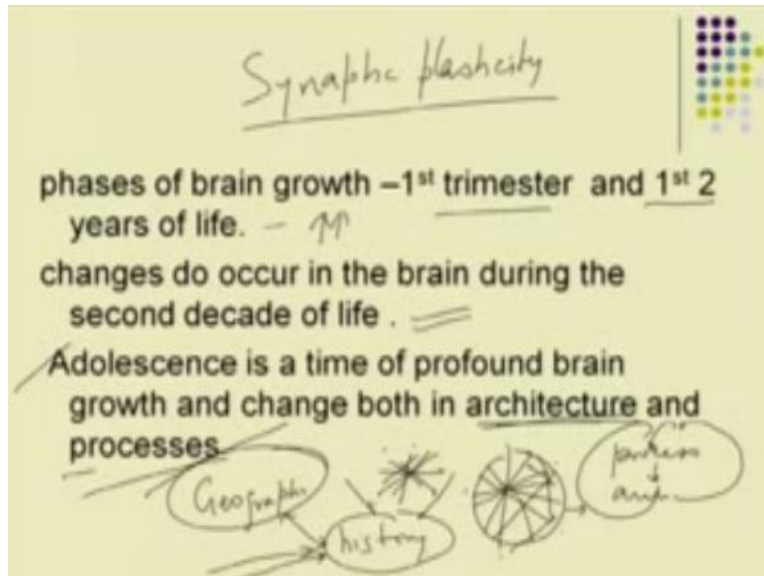 Synaptic plasticity
phases of brain growth –1st trimester and 1st 2
years of life.
changes do occur in the brain during the
second decade of life .
Adolescence is a time of profound brain
growth and change both in architecture and
processes
Geograph
history